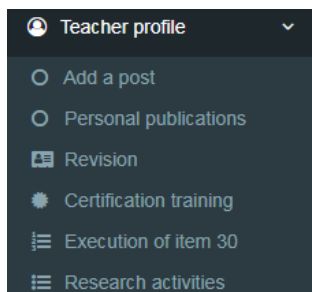 Teacher profile
Add a post
Personal publications
Revision
Certification training
Execution of item 30
Research activities